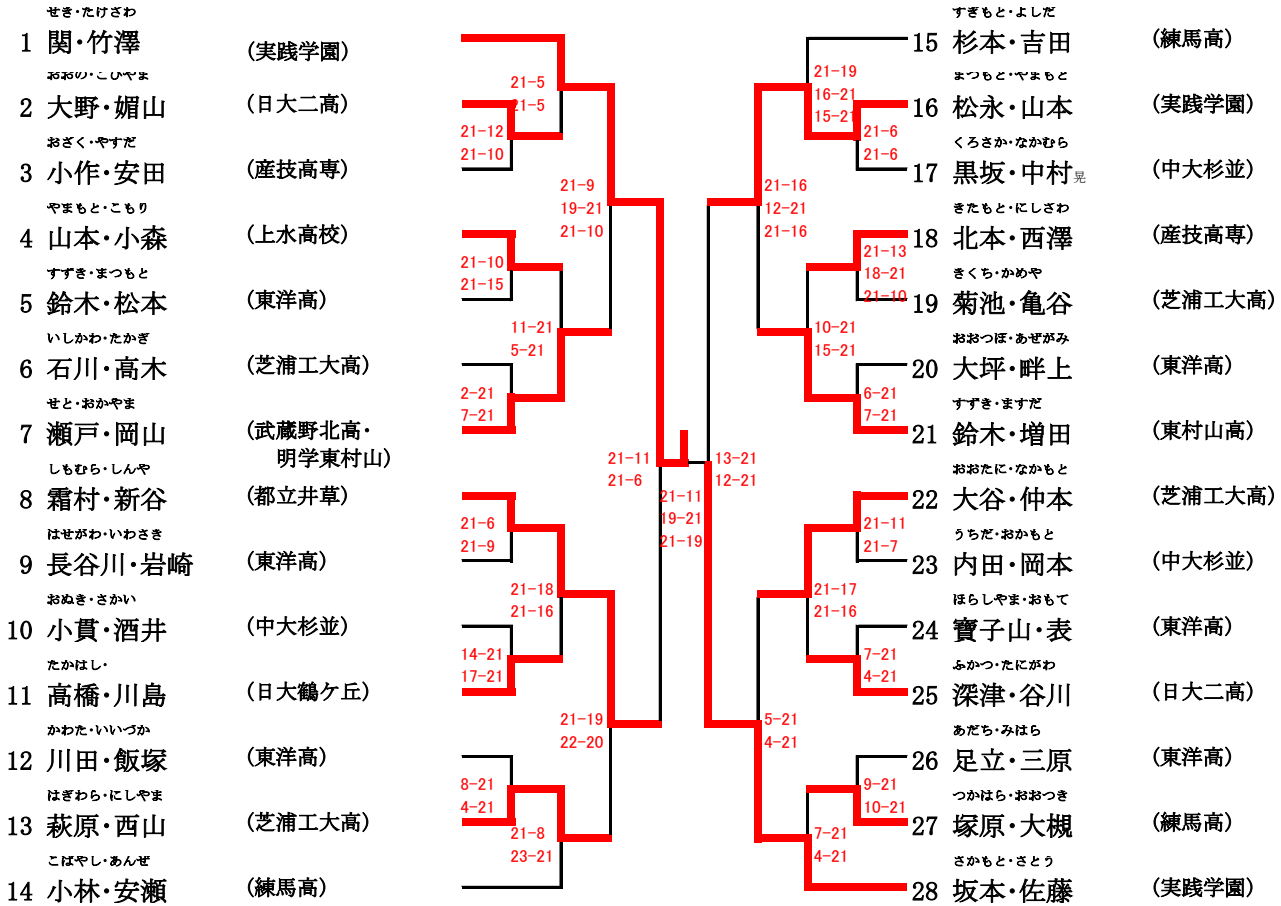 せき・たけざわ
1 関・竹澤 (実践学園)
おおの・こびやま
2 大野・媚山 (日大二高)
おざく・やすだ
3 小作・安田 (産技高専)
やまもと・こもり
4 山本・小森 (上水高校)
すずき・まつもと
5 鈴木・松本 (東洋高)
いしかわ・たかぎ
6 石川・高木 (芝浦工大高)
せと・おかやま
7 瀬戸・岡山 (武蔵野北高・
明学東村山)
しもむら・しんや
8 霜村・新谷 (都立井草)
はせがわ・いわさき
9 長谷川・岩崎 (東洋高)
おぬき・さかい
10 小貫・酒井 (中大杉並)
たかはし・
11 高橋・川島 (日大鶴ケ丘)
かわた・いいづか
12 川田・飯塚 (東洋高)
はぎわら・にしやま
13 萩原・西山 (芝浦工大高)
こばやし・あんぜ
14 小林・安瀬 (練馬高)
21-5
21-5
21-12
21-10
21-9
19-21
21-10
21-10
21-15
11-21
5-21
2-21
7-21
21-11
21-6
21-6
21-9
21-18
21-16
14-21
17-21
21-19
22-20
8-21
4-21
21-8
23-21
21-11
19-21
21-19
13-21
12-21
21-19
16-21
15-21
21-6
21-6
21-16
12-21
21-16
21-13
18-21
21-10
10-21
15-21
6-21
7-21
21-11
21-7
21-17
21-16
7-21
4-21
5-21
4-21
9-21
10-21
7-21
4-21
すぎもと・よしだ
15 杉本・吉田 (練馬高)
まつもと・やまもと
16 松永・山本 (実践学園)
くろさか・なかむら
17 黒坂・中村晃 (中大杉並)
きたもと・にしざわ
18 北本・西澤 (産技高専)
きくち・かめや
19 菊池・亀谷 (芝浦工大高)
おおつぼ・あぜがみ
20 大坪・畔上 (東洋高)
すずき・ますだ
21 鈴木・増田 (東村山高)
おおたに・なかもと
22 大谷・仲本 (芝浦工大高)
うちだ・おかもと
23 内田・岡本 (中大杉並)
ほらしやま・おもて
24 寶子山・表 (東洋高)
ふかつ・たにがわ
25 深津・谷川 (日大二高)
あだち・みはら
26 足立・三原 (東洋高)
つかはら・おおつき
27 塚原・大槻 (練馬高)
さかもと・さとう
28 坂本・佐藤 (実践学園)